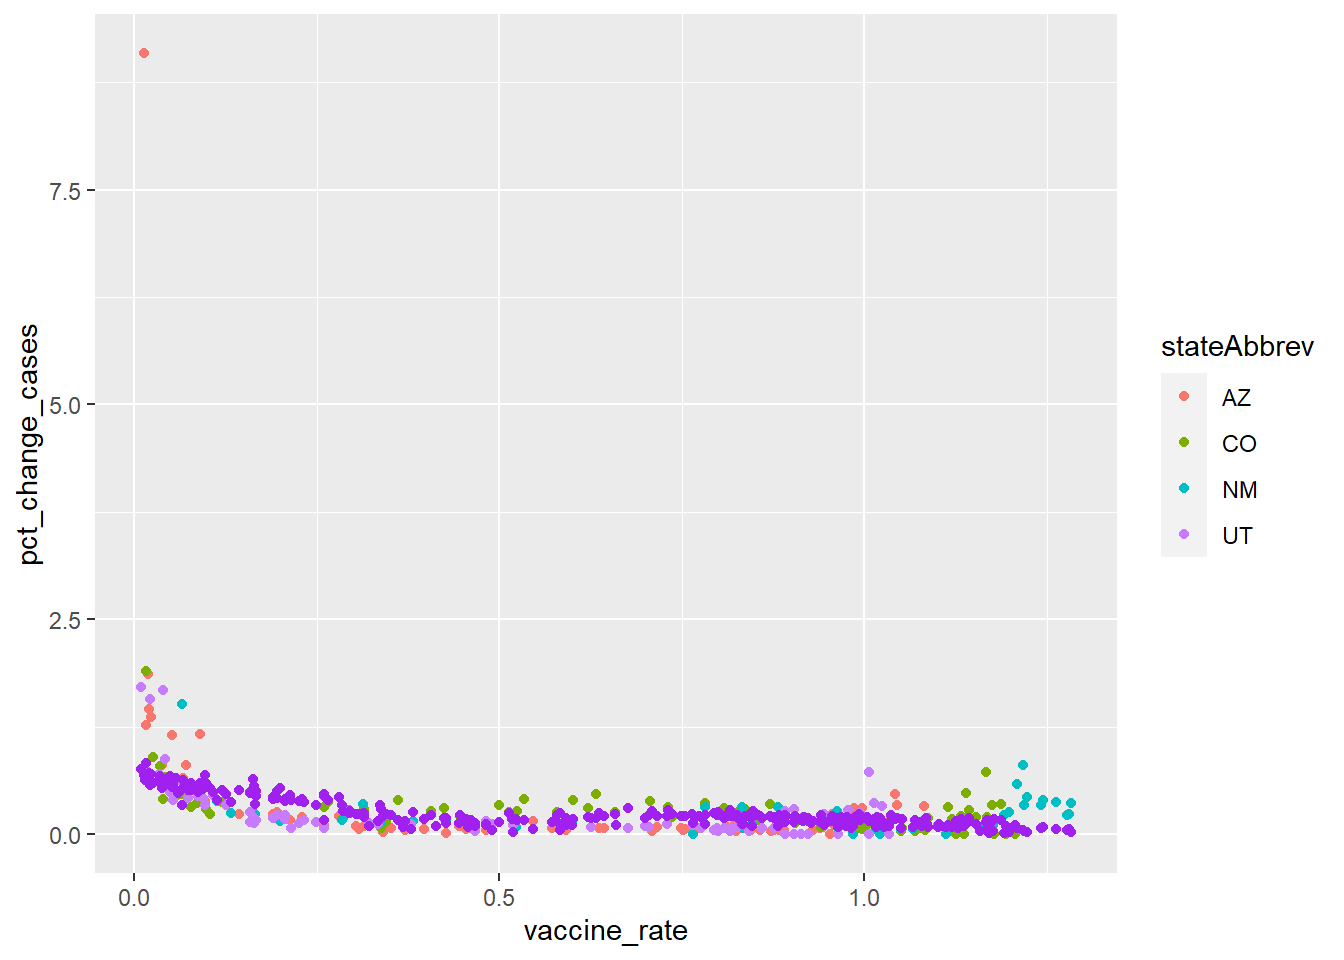 7.5
5.0
2.5
0.0
pct_change_cases
0.0 0.5 1.0
vaccine_rate
stateAbbrev
AZ
CO
NM
UT